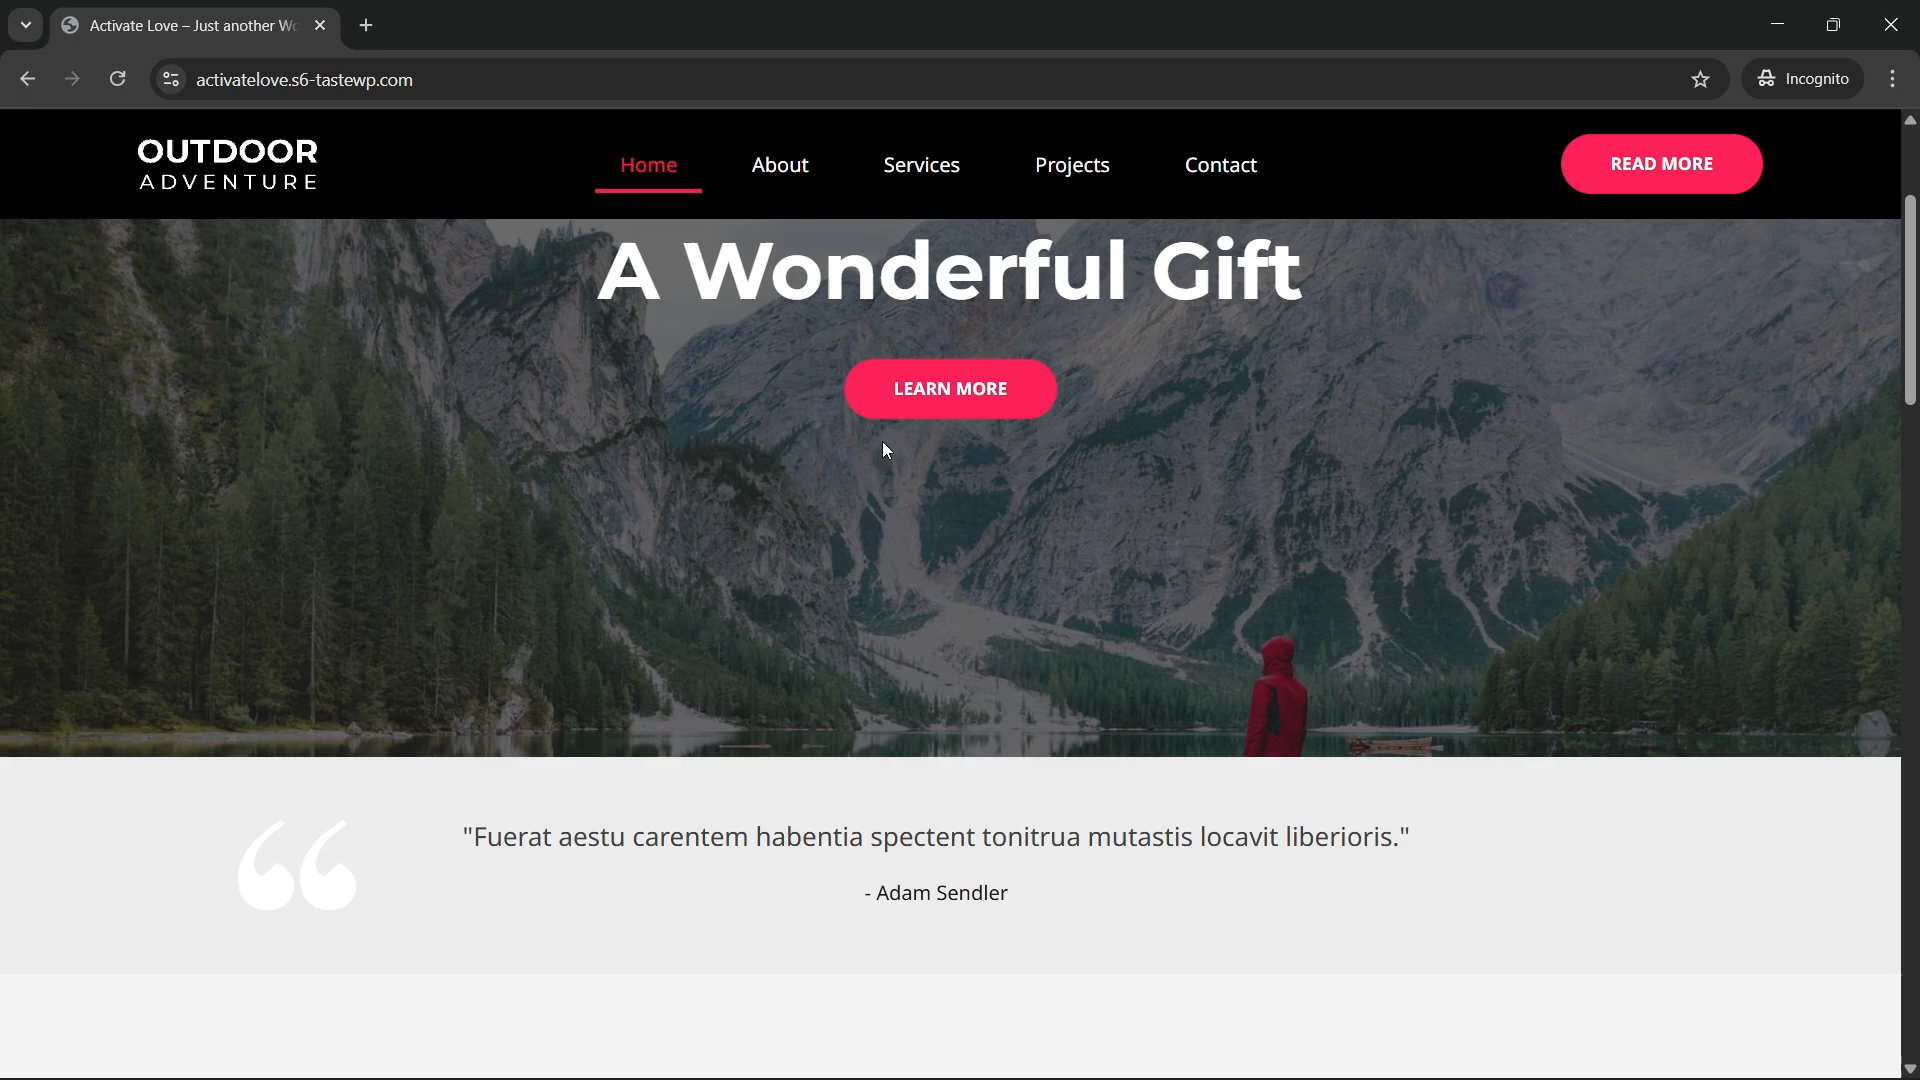 Activate Love – Just another Wo
activatelove.s6-tastewp.com
Incognito
OUTDOOR
ADVENTURE
Home
About
Services
Projects
Contact
READ MORE
A Wonderful Gift
LEARN MORE
"Fuerat aestu carentem habentia spectent tonitrua mutastis locavit liberioris."
- Adam Sendler